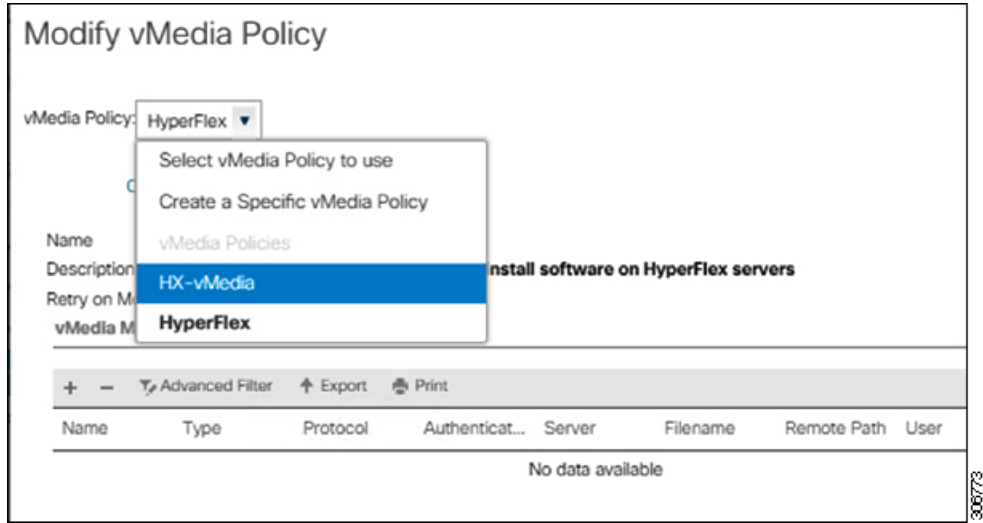 Modify vMedia Policy
vMedia Policy: HyperFlex
Select vMedia Policy to use
Create a Specific vMedia Policy
Name
vMedia Policies
Description
nstall software on HyperFlex servers
HX-vMedia
Retry on M
vMedia M
HyperFlex
+ − Advanced Filter Export Print
Name Type Protocol Authenticat... Server Filename Remote Path User
No data available
306773